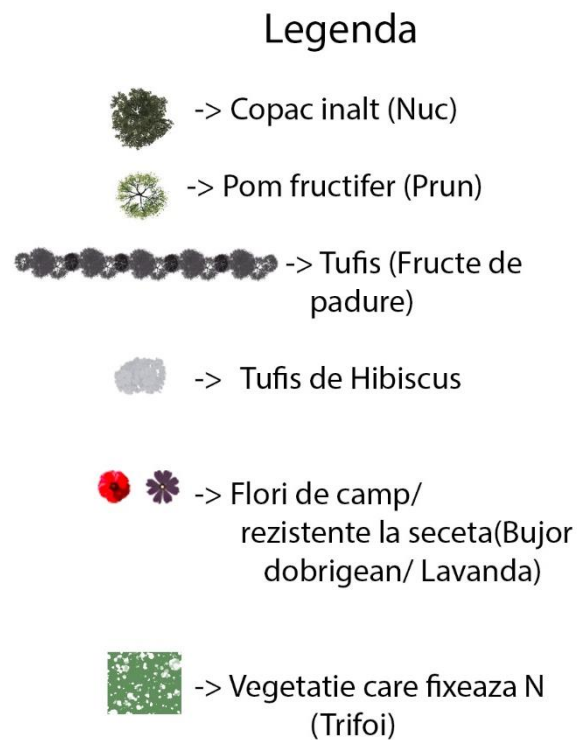 Legenda
-> Copac inalt (Nuc)
-> Pom fructifer (Prun)
-> Tufis (Fructe de
padure)
-> Tufis de Hibiscus
-> Flori de camp/
rezistente la seceta(Bujor
dobrigean/ Lavanda)
-> Vegetatie care fixeaza N
(Trifoi)